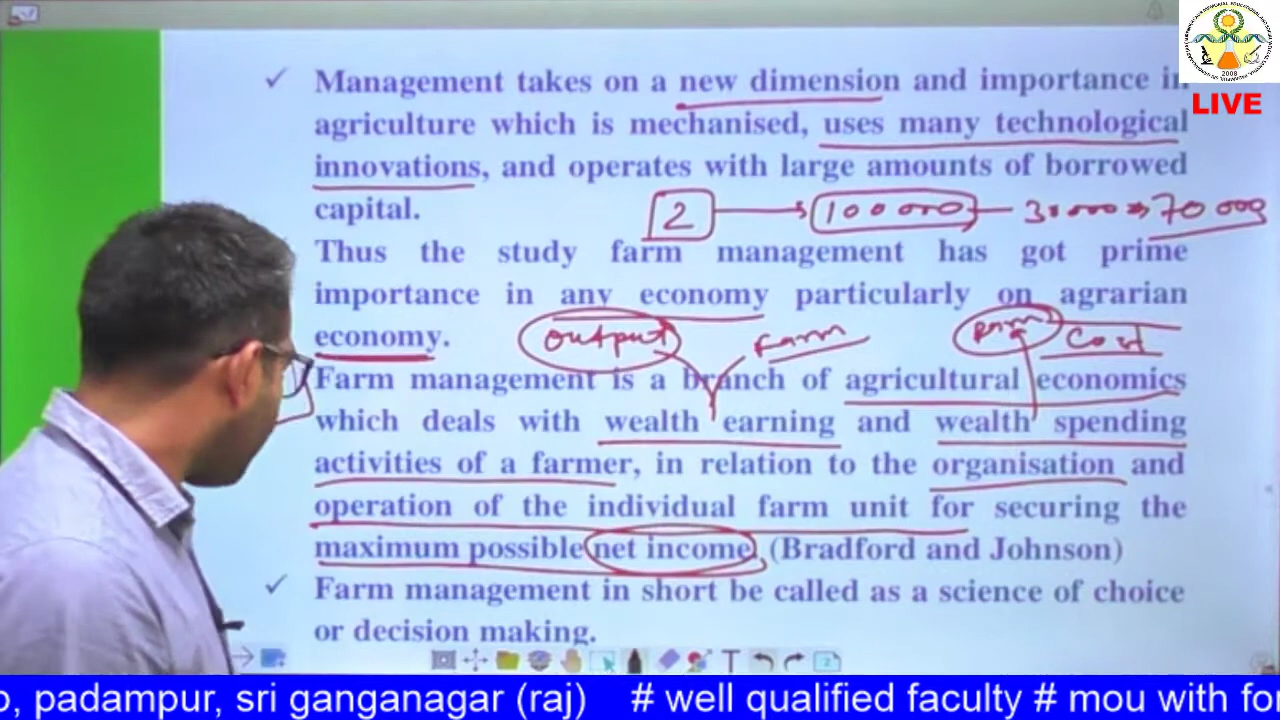 Management takes on a new dimension and importance in
agriculture which is mechanised, uses many technological
innovations, and operates with large amounts of borrowed
capital.
2 100000 30000 70000
Thus the study farm management has got prime
importance in any economy particularly on agrarian
economy.
output Farm Cost
Farm management is a branch of agricultural economics
which deals with wealth earning and wealth spending
activities of a farmer, in relation to the organisation and
operation of the individual farm unit for securing the
maximum possible net income (Bradford and Johnson)
Farm management in short be called as a science of choice
or decision making.
2008
LIVE
o, padampur, sri ganganagar (raj) # well qualified faculty # mou with for